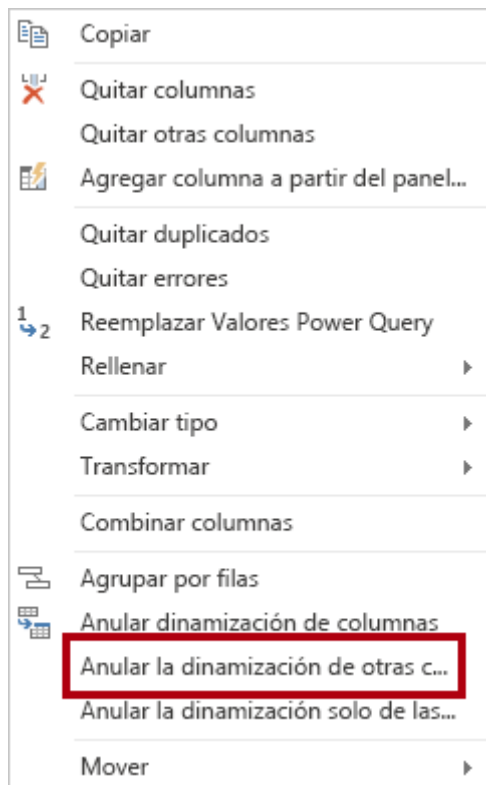 Copiar
Quitar columnas
Quitar otras columnas
Agregar columna a partir del panel...
Quitar duplicados
Quitar errores
1
2
Reemplazar Valores Power Query
Rellenar
Cambiar tipo
Transformar
Combinar columnas
Agrupar por filas
Anular dinamización de columnas
Anular la dinamización de otras c...
Anular la dinamización solo de las...
Mover